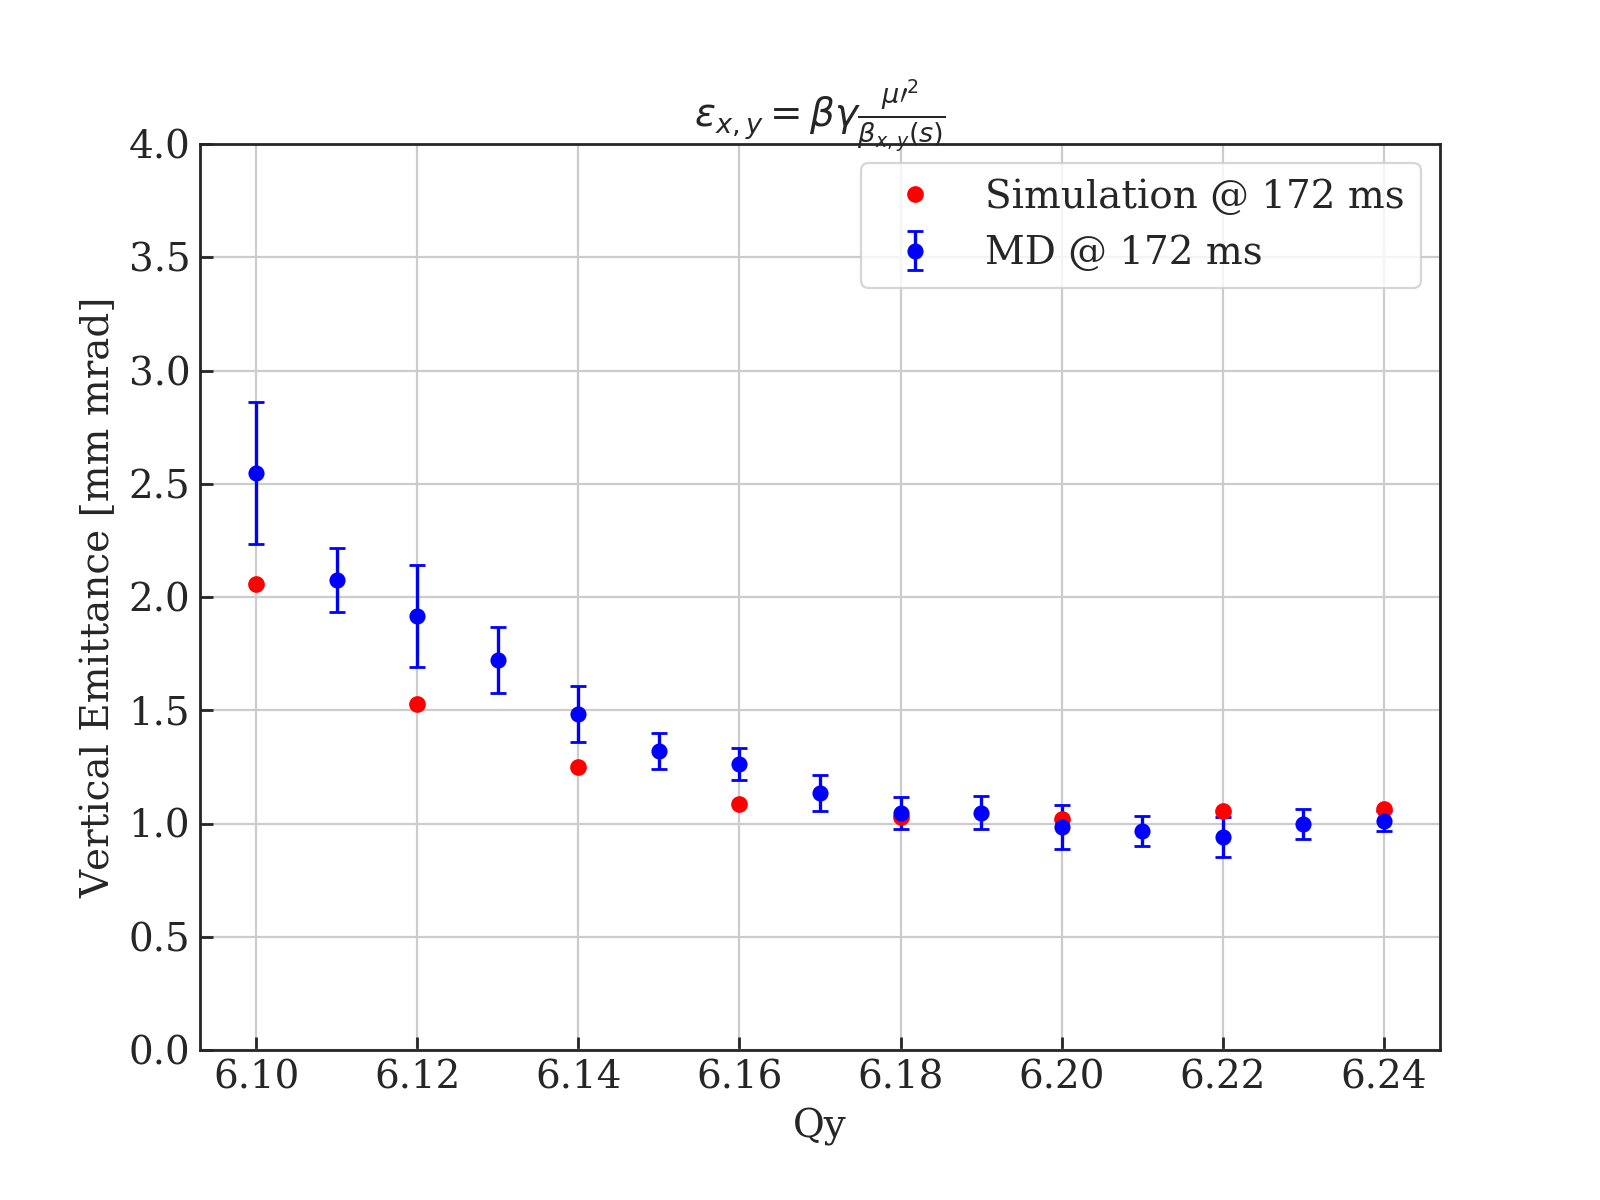 εx,y = βγ μ′² / βx,y(s)
4.0
3.5
3.0
2.5
2.0
1.5
1.0
0.5
0.0
Vertical Emittance [mm mrad]
Simulation @ 172 ms
MD @ 172 ms
6.10 6.12 6.14 6.16 6.18 6.20 6.22 6.24
Qy